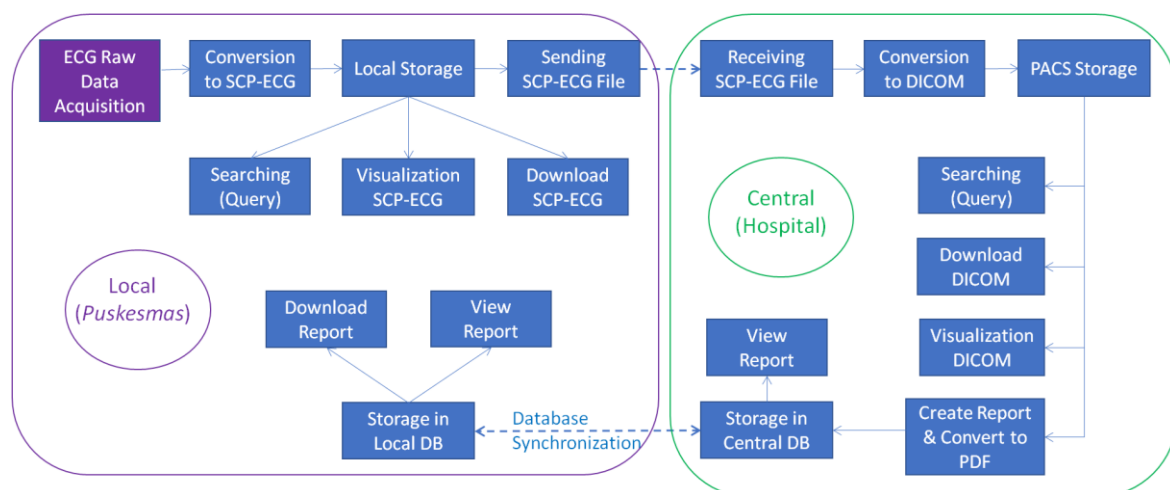 ECG Raw
Data
Acquisition
Conversion
to SCP-ECG
Local Storage
Sending
SCP-ECG File
Receiving
SCP-ECG File
Conversion
to DICOM
PACS Storage
Searching
(Query)
Visualization
SCP-ECG
Download
SCP-ECG
Searching
(Query)
Central
(Hospital)
Download
DICOM
Local
(Puskesmas)
Download
Report
View
Report
View
Report
Visualization
DICOM
Storage in
Local DB
Database
Synchronization
Storage in
Central DB
Create Report
& Convert to
PDF